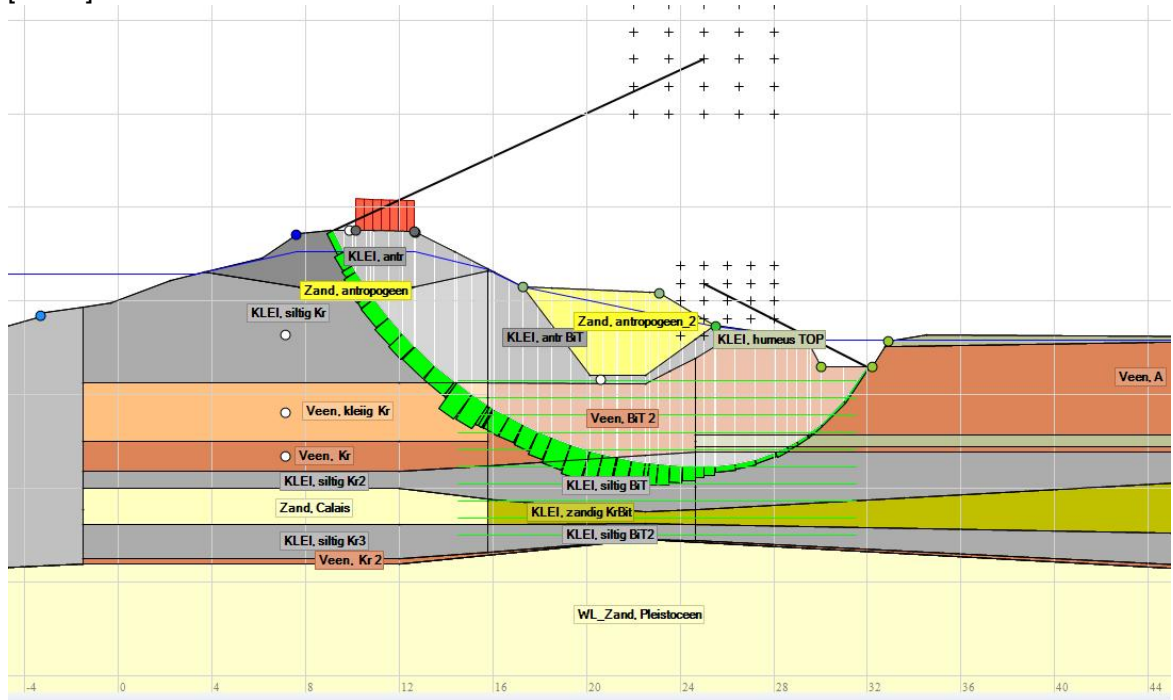 KLEI, antr
Zand, antropogeen
KLEI, siltig Kr
Zand, antropogeen_2
KLEI, antr BiT
KLEI, humeus TOP
Veen, A
Veen, kleiig Kr
Veen, BiT 2
Veen, Kr
KLEI, siltig Kr2
KLEI, siltig BiT
Zand, Calais
KLEI, zandig KrBit
KLEI, siltig BiT2
KLEI, siltig Kr3
Veen, Kr 2
WL_Zand, Pleistoceen
-4 0 4 8 12 16 20 24 28 32 36 40 44